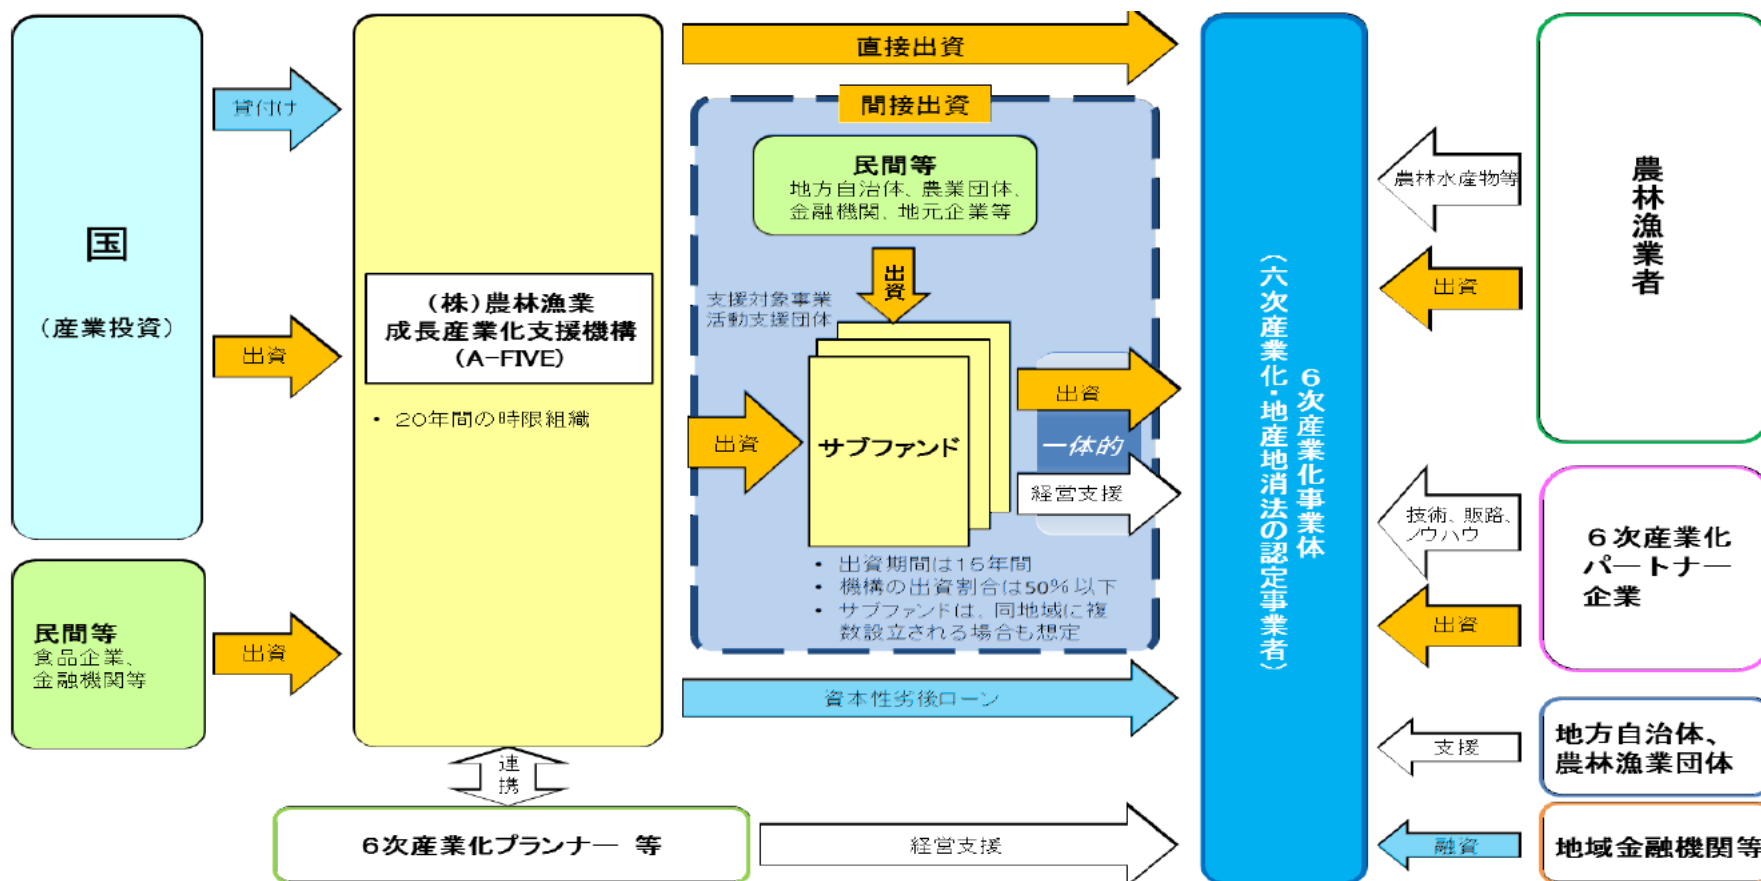 国
(産業投資)
民間等
食品企業、
金融機関等
貸付け
出資
出資
(株)農林漁業
成長産業化支援機構
(A-FIVE)
・ 20年間の時限組織
連
携
6次産業化プランナー 等
直接出資
間接出資
民間等
地方自治体、農業団体、
金融機関、地元企業等
出資
支援対象事業
活動支援団体
出資
サブファンド
出資
一体的
経営支援
・ 出資期間は15年間
・ 機構の出資割合は50%以下
・ サブファンドは、同地域に複
数設立される場合も想定
資本性劣後ローン
経営支援
6次産業化事業体
(六次産業化・地産地消法の認定事業者)
農林水産物等
出資
技術、販路、
ノウハウ
出資
支援
融資
農林漁業者
6次産業化
パートナー
企業
地方自治体、
農林漁業団体
地域金融機関等